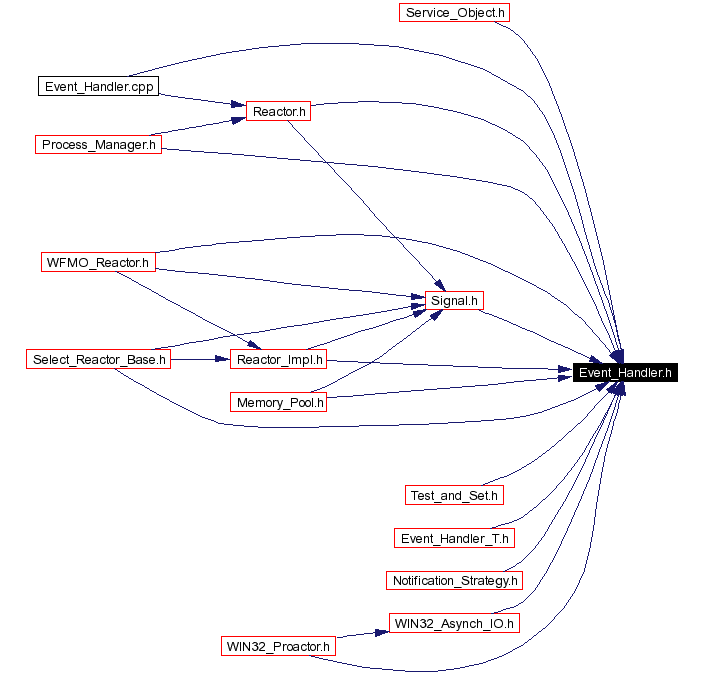 Service_Object.h
Event_Handler.cpp
Reactor.h
Process_Manager.h
WFMO_Reactor.h
Signal.h
Select_Reactor_Base.h
Reactor_Impl.h
Event_Handler.h
Memory_Pool.h
Test_and_Set.h
Event_Handler_T.h
Notification_Strategy.h
WIN32_Asynch_IO.h
WIN32_Proactor.h